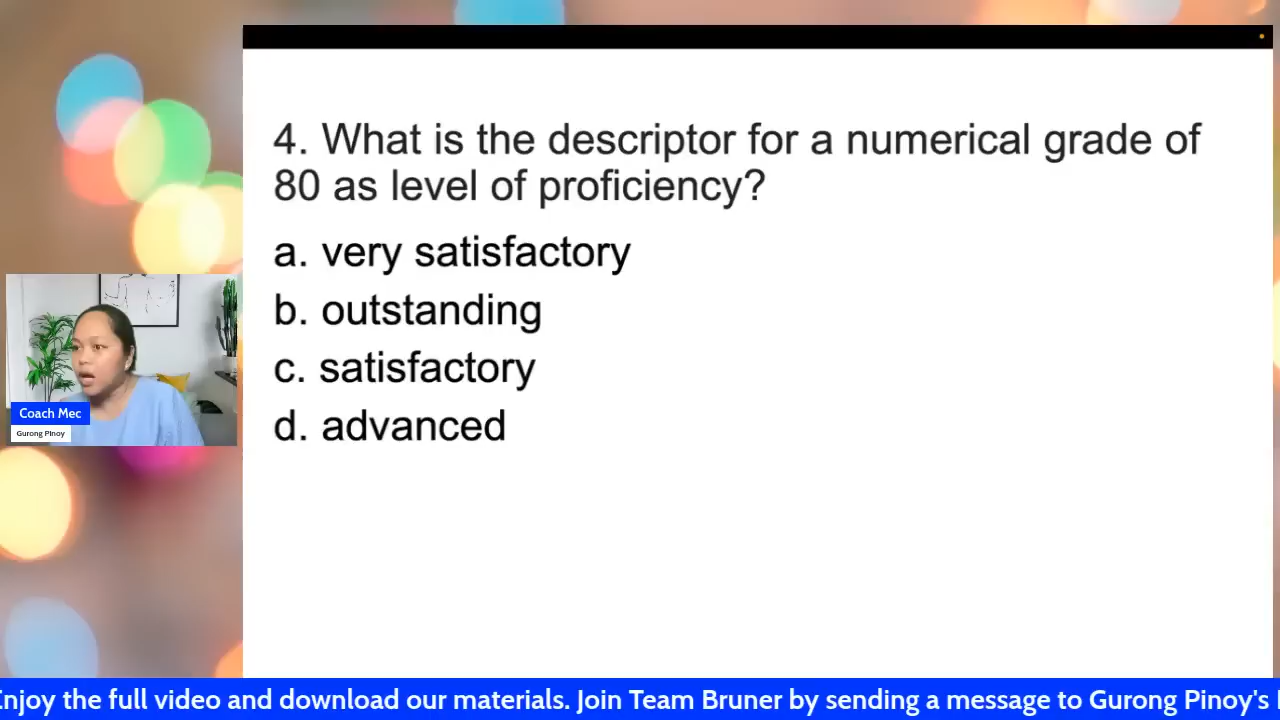 4. What is the descriptor for a numerical grade of
80 as level of proficiency?
a. very satisfactory
b. outstanding
c. satisfactory
d. advanced
Coach Mec
Gurong Pinoy
Enjoy the full video and download our materials. Join Team Bruner by sending a message to Gurong Pinoy's